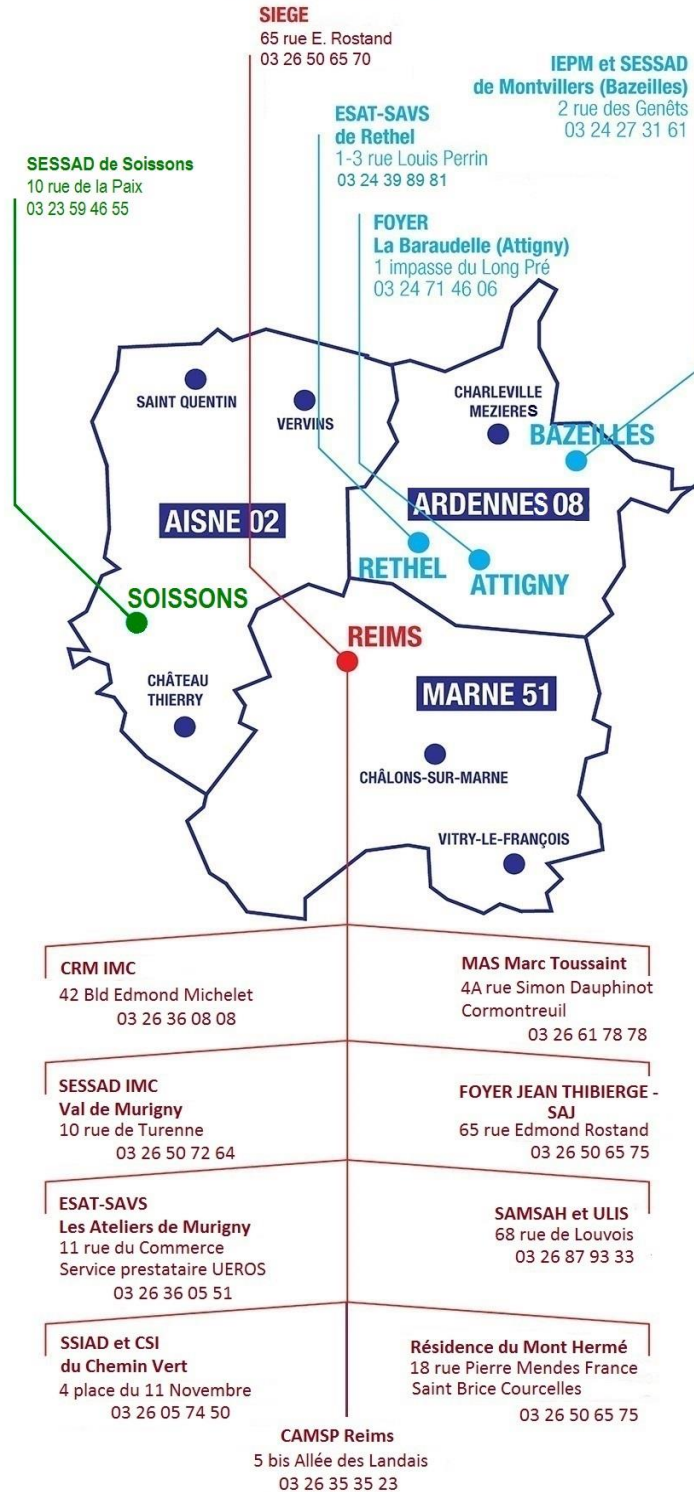 SIEGE
65 rue E. Rostand
03 26 50 65 70
IEPM et SESSAD
de Montvillers (Bazeilles)
2 rue des Genêts
03 24 27 31 61
ESAT-SAVS
de Rethel
1-3 rue Louis Perrin
03 24 39 89 81
SESSAD de Soissons
10 rue de la Paix
03 23 59 46 55
FOYER
La Baraudelle (Attigny)
1 impasse du Long Pré
03 24 71 46 06
SAINT QUENTIN
VERVINS
CHARLEVILLE
MEZIERES
BAZEILLES
AISNE 02
ARDENNES 08
RETHEL
ATTIGNY
SOISSONS
REIMS
CHÂTEAU
THIERRY
MARNE 51
CHÂLONS-SUR-MARNE
VITRY-LE-FRANÇOIS
CRM IMC
42 Bld Edmond Michelet
03 26 36 08 08
MAS Marc Toussaint
4A rue Simon Dauphinot
Cormontreuil
03 26 61 78 78
SESSAD IMC
Val de Murigny
10 rue de Turenne
03 26 50 72 64
FOYER JEAN THIBIERGE -
SAJ
65 rue Edmond Rostand
03 26 50 65 75
ESAT-SAVS
Les Ateliers de Murigny
11 rue du Commerce
Service prestataire UEROS
03 26 36 05 51
SAMSAH et ULIS
68 rue de Louvois
03 26 87 93 33
SSIAD et CSI
du Chemin Vert
4 place du 11 Novembre
03 26 05 74 50
Résidence du Mont Hermé
18 rue Pierre Mendes France
Saint Brice Courcelles
03 26 50 65 75
CAMSP Reims
5 bis Allée des Landais
03 26 35 35 23